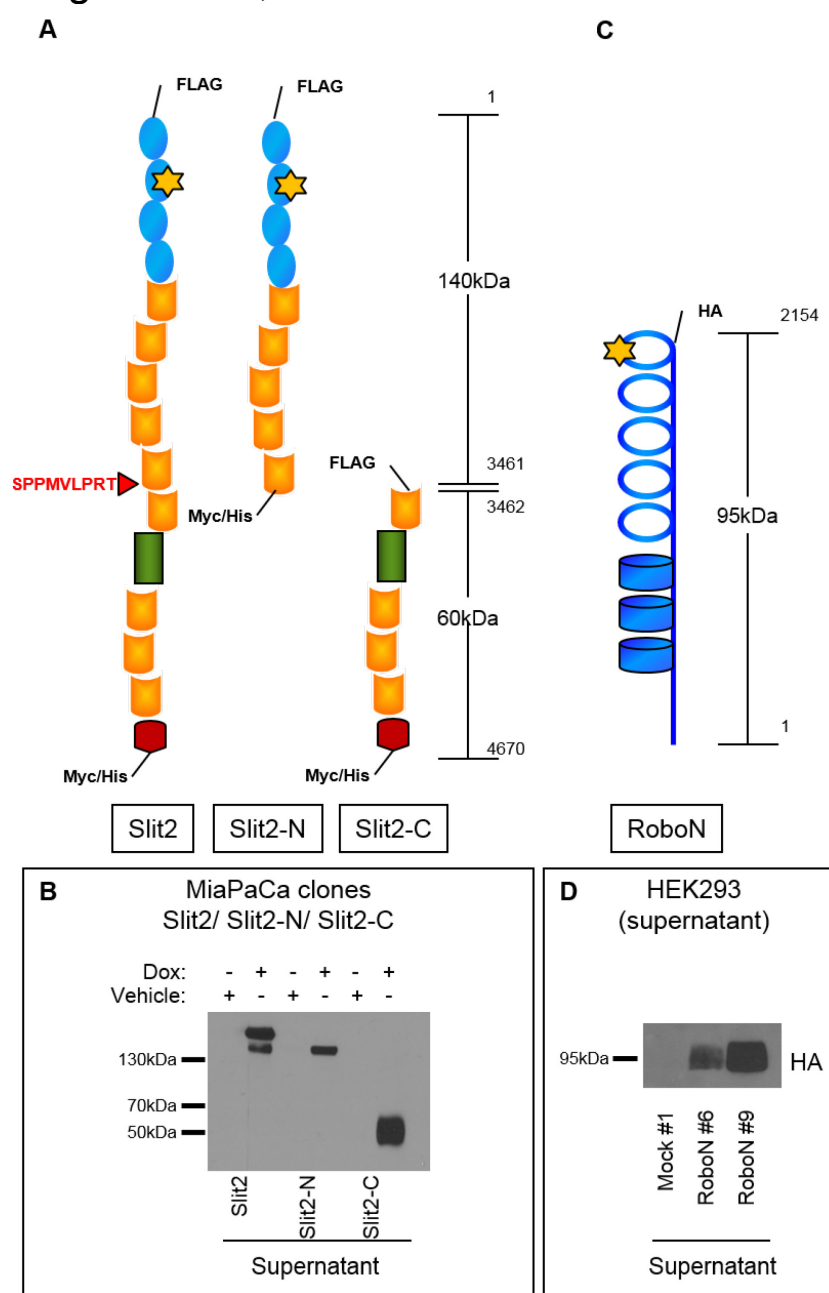 A
C
FLAG
FLAG
1
140kDa
HA
2154
SPPMVLPRT
FLAG
3461
3462
Myc/His
95kDa
60kDa
1
4670
Myc/His
Myc/His
Slit2
Slit2-N
Slit2-C
RoboN
B
MiaPaCa clones
Slit2/ Slit2-N/ Slit2-C
Dox: - + - + - +
Vehicle: + - + - + -
130kDa
70kDa
50kDa
Slit2
Slit2-N
Slit2-C
Supernatant
D
HEK293
(supernatant)
95kDa
HA
Mock #1
RoboN #6
RoboN #9
Supernatant